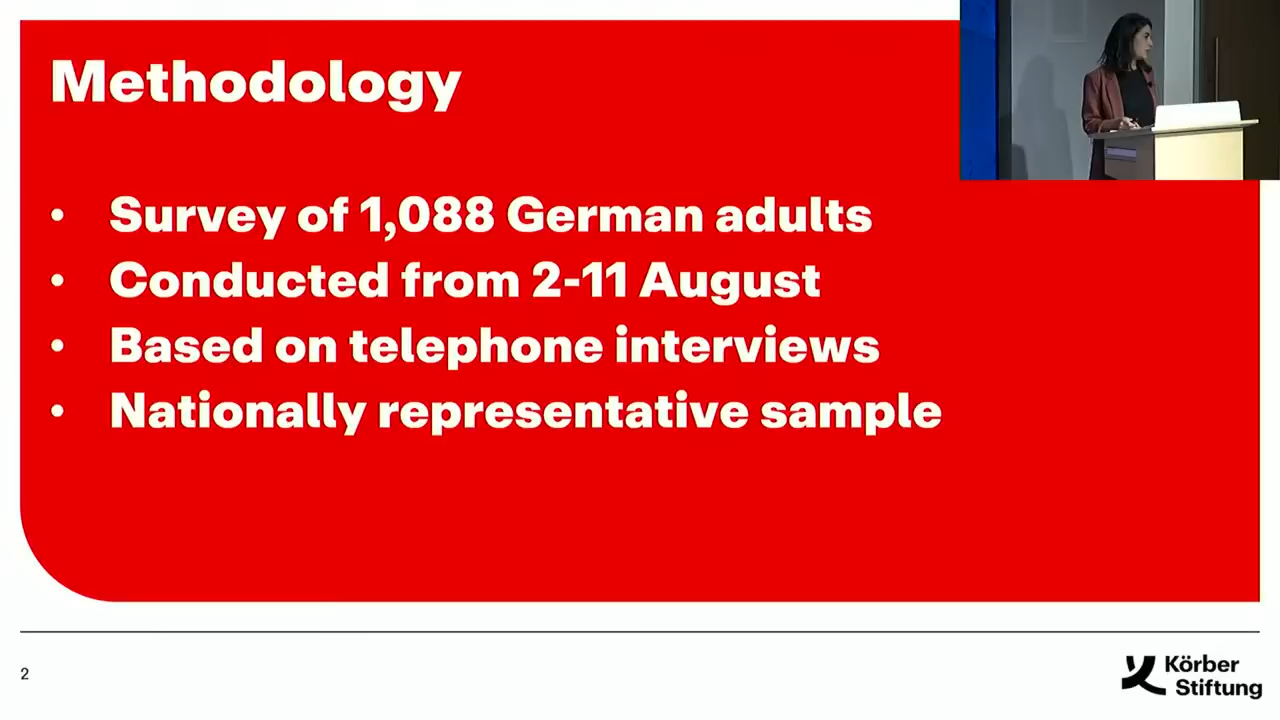 Methodology
• Survey of 1,088 German adults
• Conducted from 2-11 August
• Based on telephone interviews
• Nationally representative sample
2
Körber
Stiftung